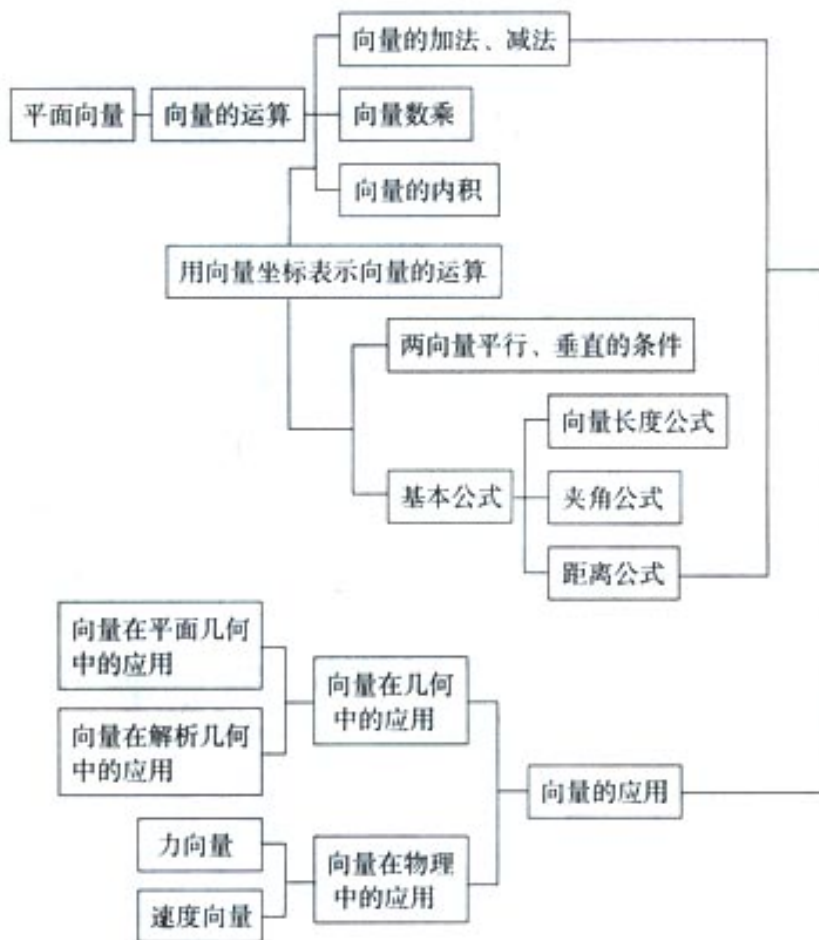 向量的加法、减法
平面向量
向量的运算
向量数乘
向量的内积
用向量坐标表示向量的运算
两向量平行、垂直的条件
向量长度公式
基本公式
夹角公式
距离公式
向量在平面几何
中的应用
向量在几何
中的应用
向量在解析几何
中的应用
向量的应用
力向量
向量在物理
中的应用
速度向量